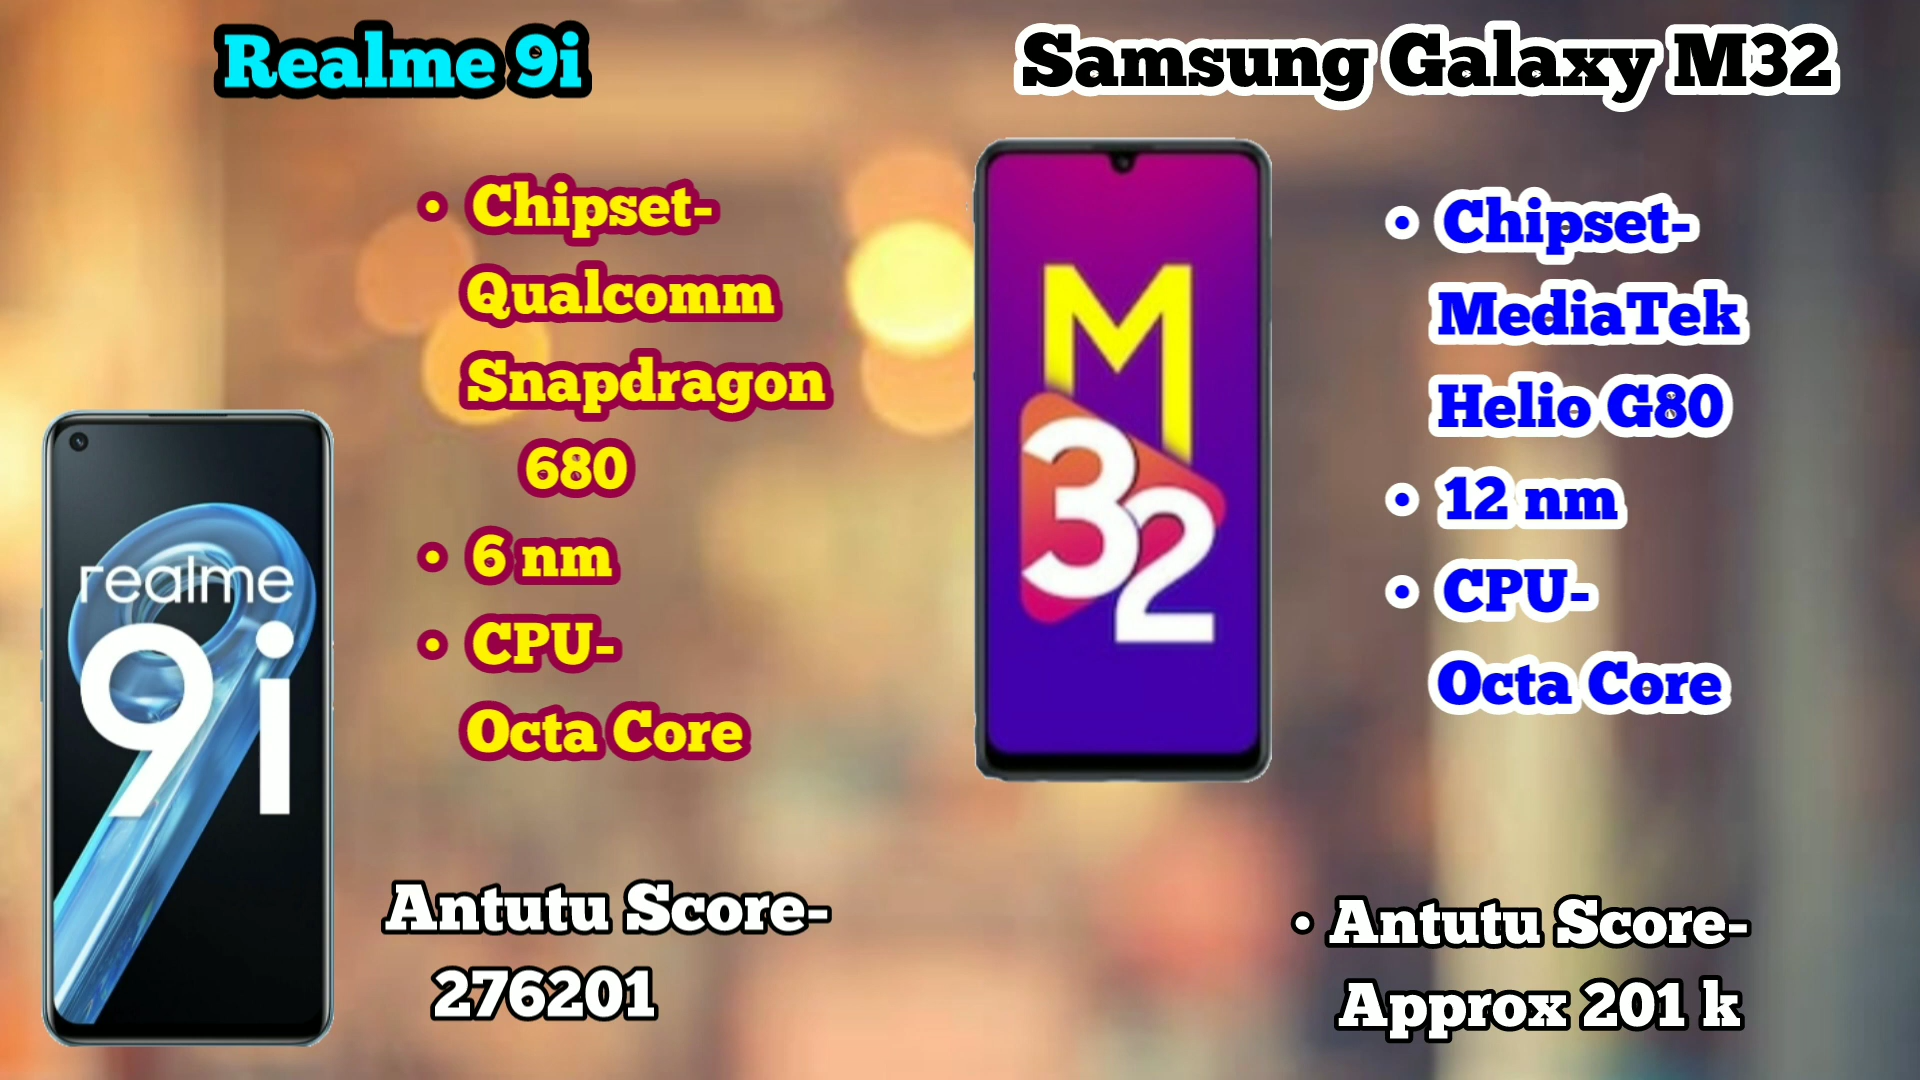 Realme 9i
• Chipset-
Qualcomm
Snapdragon
680
• 6 nm
• CPU-
Octa Core
realme
9i
Antutu Score-
276201
Samsung Galaxy M32
M
32
• Chipset-
MediaTek
Helio G80
• 12 nm
• CPU-
Octa Core
• Antutu Score-
Approx 201 k